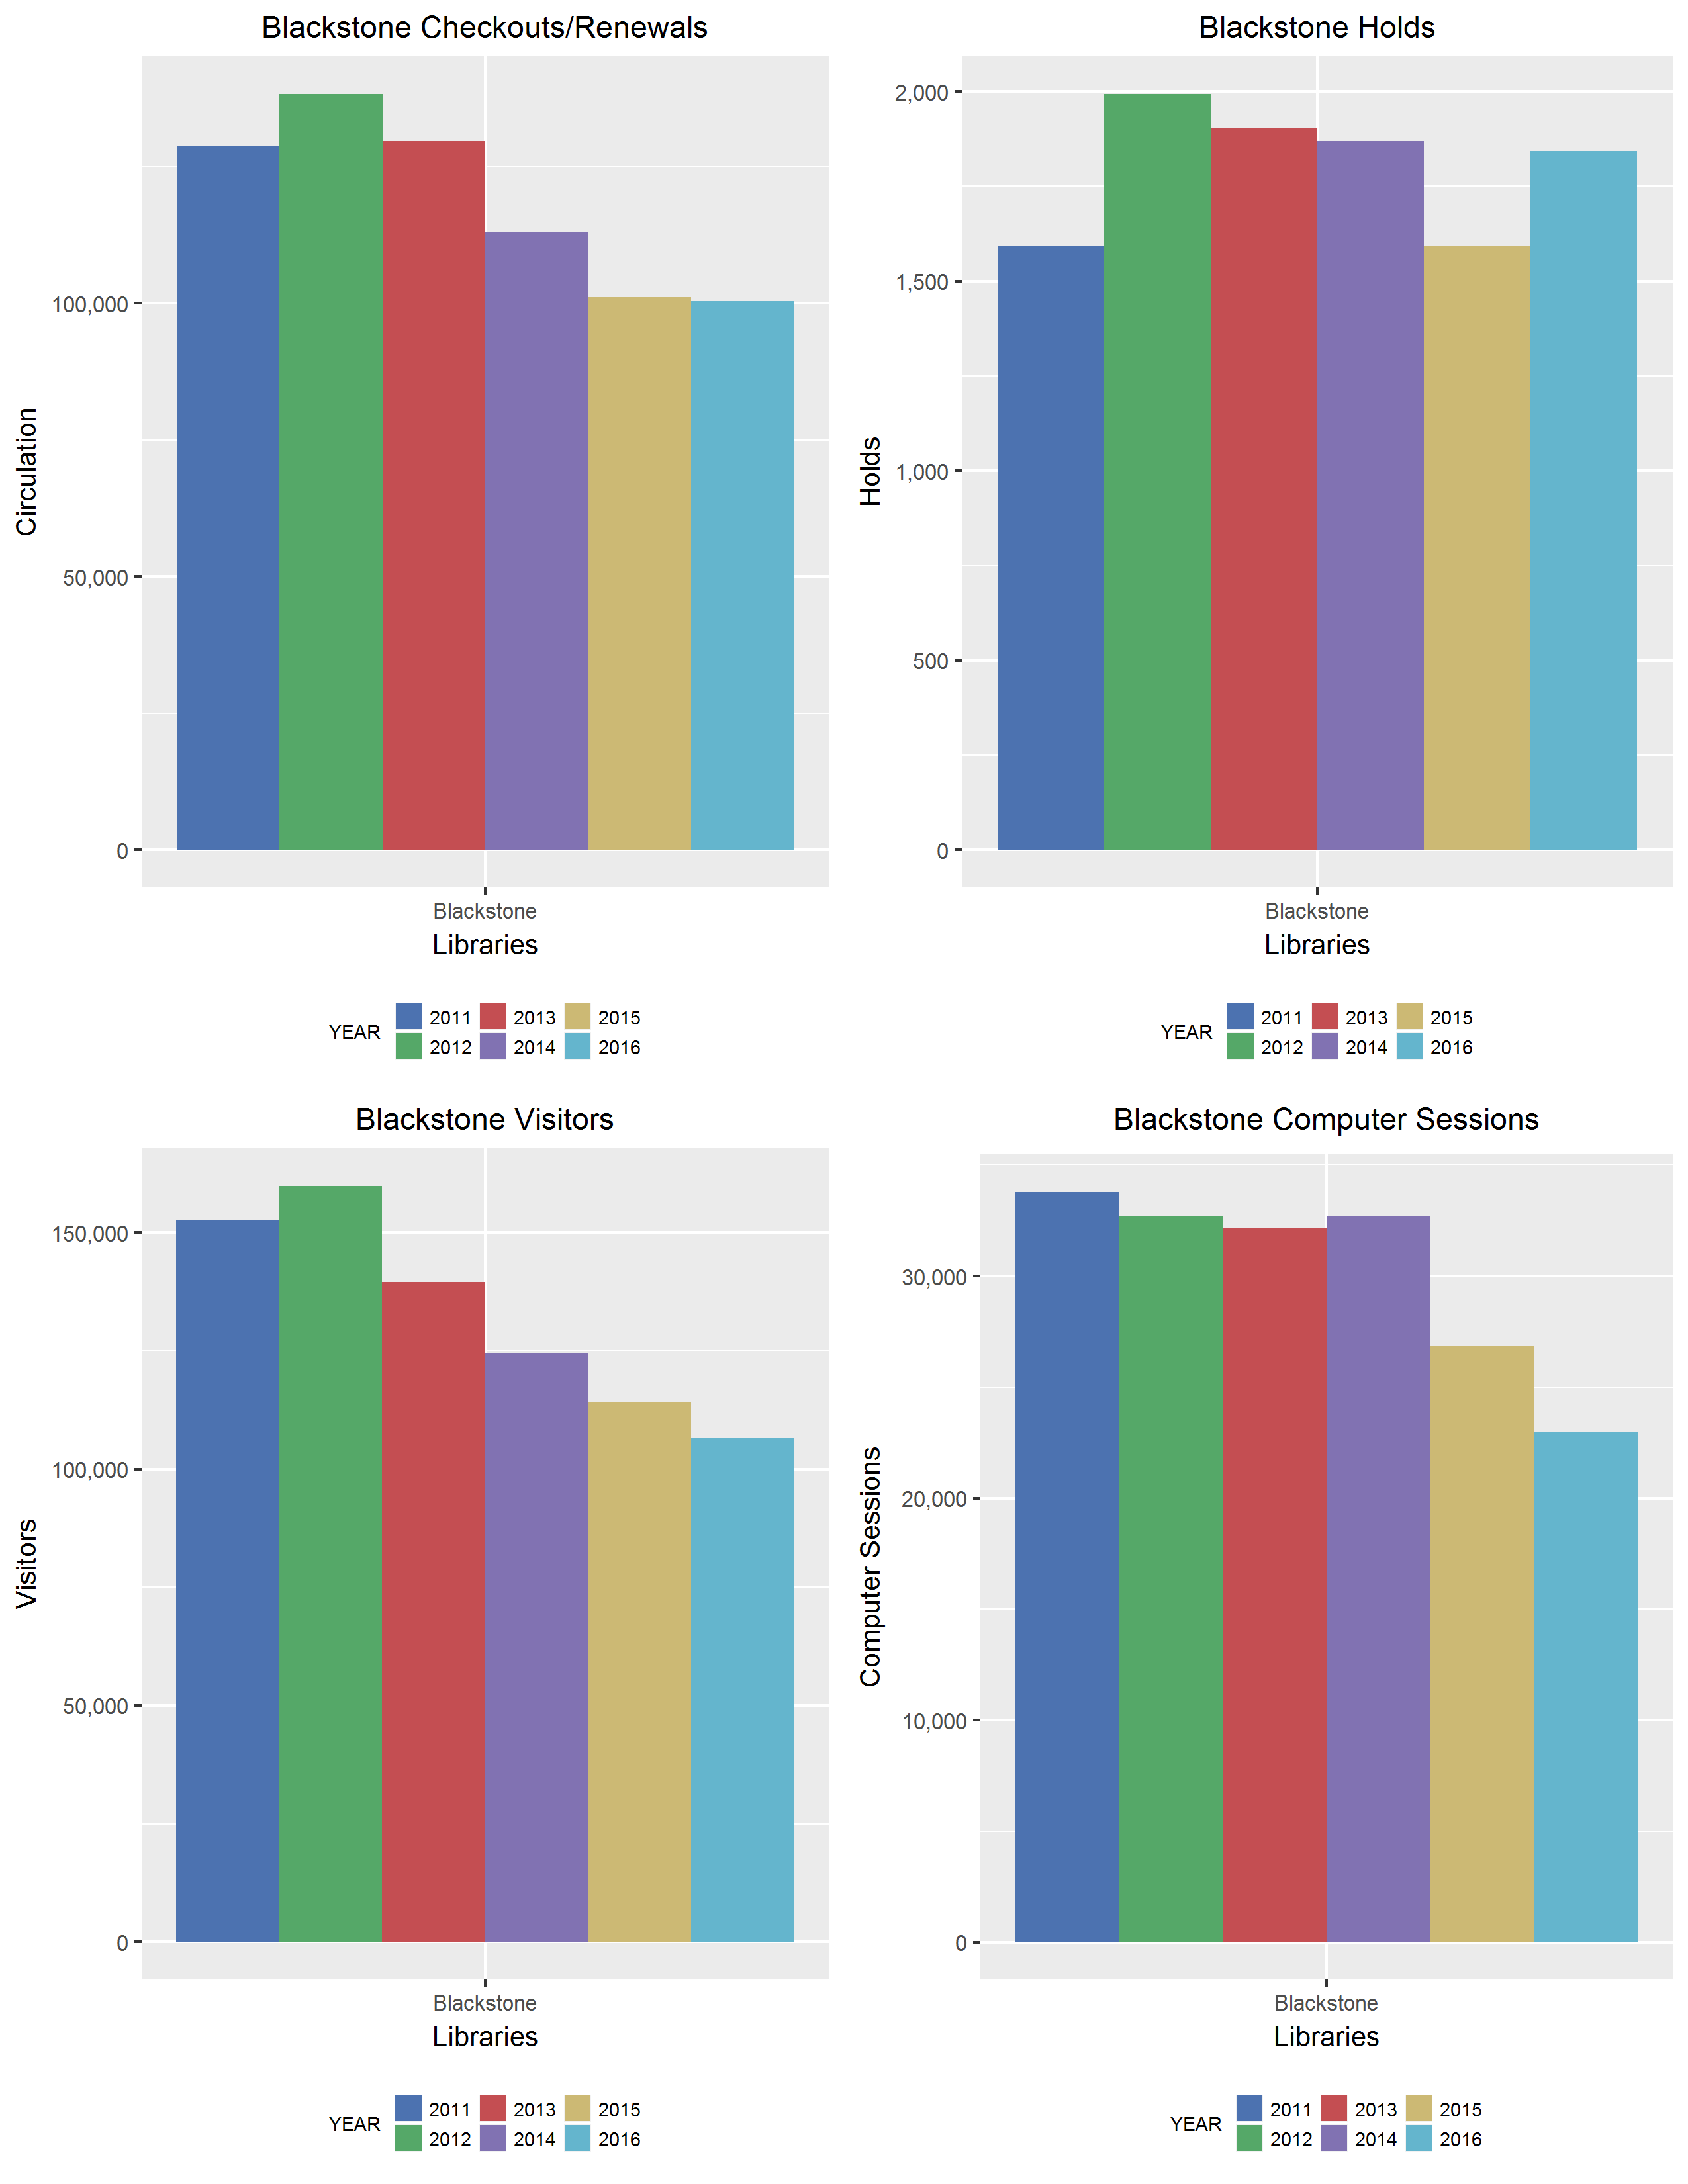 Blackstone Checkouts/Renewals
Circulation
100,000
50,000
0
Blackstone
Libraries
YEAR
2011 2013 2015
2012 2014 2016
Blackstone Holds
Holds
2,000
1,500
1,000
500
0
Blackstone
Libraries
YEAR
2011 2013 2015
2012 2014 2016
Blackstone Visitors
Visitors
150,000
100,000
50,000
0
Blackstone
Libraries
YEAR
2011 2013 2015
2012 2014 2016
Blackstone Computer Sessions
Computer Sessions
30,000
20,000
10,000
0
Blackstone
Libraries
YEAR
2011 2013 2015
2012 2014 2016